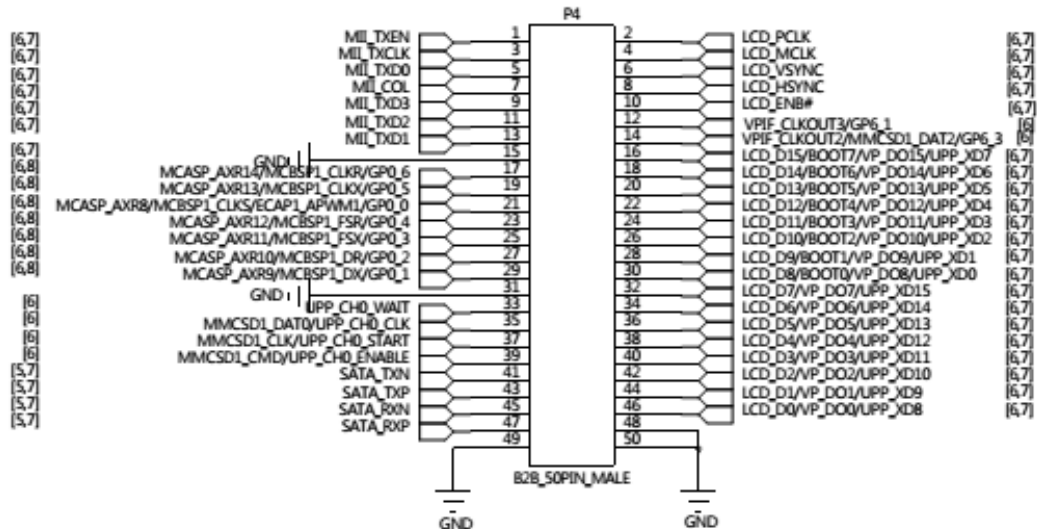 P4
[6,7] MII_TXEN 1 2 LCD_PCLK [6,7]
[6,7] MII_TXCLK 3 4 LCD_MCLK [6,7]
[6,7] MII_TXD0 5 6 LCD_VSYNC [6,7]
[6,7] MII_COL 7 8 LCD_HSYNC [6,7]
[6,7] MII_TXD3 9 10 LCD_ENB# [6,7]
[6,7] MII_TXD2 11 12 VPIF_CLKOUT3/GP6_1 [6]
[6,7] MII_TXD1 13 14 VPIF_CLKOUT2/MMCSD1_DAT2/GP6_3 [6]
GND 15 16 LCD_D15/BOOT7/VP_DO15/UPP_XD7 [6,7]
[6,8] MCASP_AXR14/MCBSP1_CLKR/GP0_6 17 18 LCD_D14/BOOT6/VP_DO14/UPP_XD6 [6,7]
[6,8] MCASP_AXR13/MCBSP1_CLKX/GP0_5 19 20 LCD_D13/BOOT5/VP_DO13/UPP_XD5 [6,7]
[6,8] MCASP_AXR8/MCBSP1_CLKS/ECAP1_APWM1/GP0_0 21 22 LCD_D12/BOOT4/VP_DO12/UPP_XD4 [6,7]
[6,8] MCASP_AXR12/MCBSP1_FSR/GP0_4 23 24 LCD_D11/BOOT3/VP_DO11/UPP_XD3 [6,7]
[6,8] MCASP_AXR11/MCBSP1_FSX/GP0_3 25 26 LCD_D10/BOOT2/VP_DO10/UPP_XD2 [6,7]
[6,8] MCASP_AXR10/MCBSP1_DR/GP0_2 27 28 LCD_D9/BOOT1/VP_DO9/UPP_XD1 [6,7]
[6,8] MCASP_AXR9/MCBSP1_DX/GP0_1 29 30 LCD_D8/BOOT0/VP_DO8/UPP_XD0 [6,7]
GND 31 32 LCD_D7/VP_DO7/UPP_XD15 [6,7]
[6] UPP_CH0_WAIT 33 34 LCD_D6/VP_DO6/UPP_XD14 [6,7]
[6] MMCSD1_DAT0/UPP_CH0_CLK 35 36 LCD_D5/VP_DO5/UPP_XD13 [6,7]
[6] MMCSD1_CLK/UPP_CH0_START 37 38 LCD_D4/VP_DO4/UPP_XD12 [6,7]
[6] MMCSD1_CMD/UPP_CH0_ENABLE 39 40 LCD_D3/VP_DO3/UPP_XD11 [6,7]
[5,7] SATA_TXN 41 42 LCD_D2/VP_DO2/UPP_XD10 [6,7]
[5,7] SATA_TXP 43 44 LCD_D1/VP_DO1/UPP_XD9 [6,7]
[5,7] SATA_RXN 45 46 LCD_D0/VP_DO0/UPP_XD8 [6,7]
[5,7] SATA_RXP 47 48
49 50
B2B_50PIN_MALE
GND GND